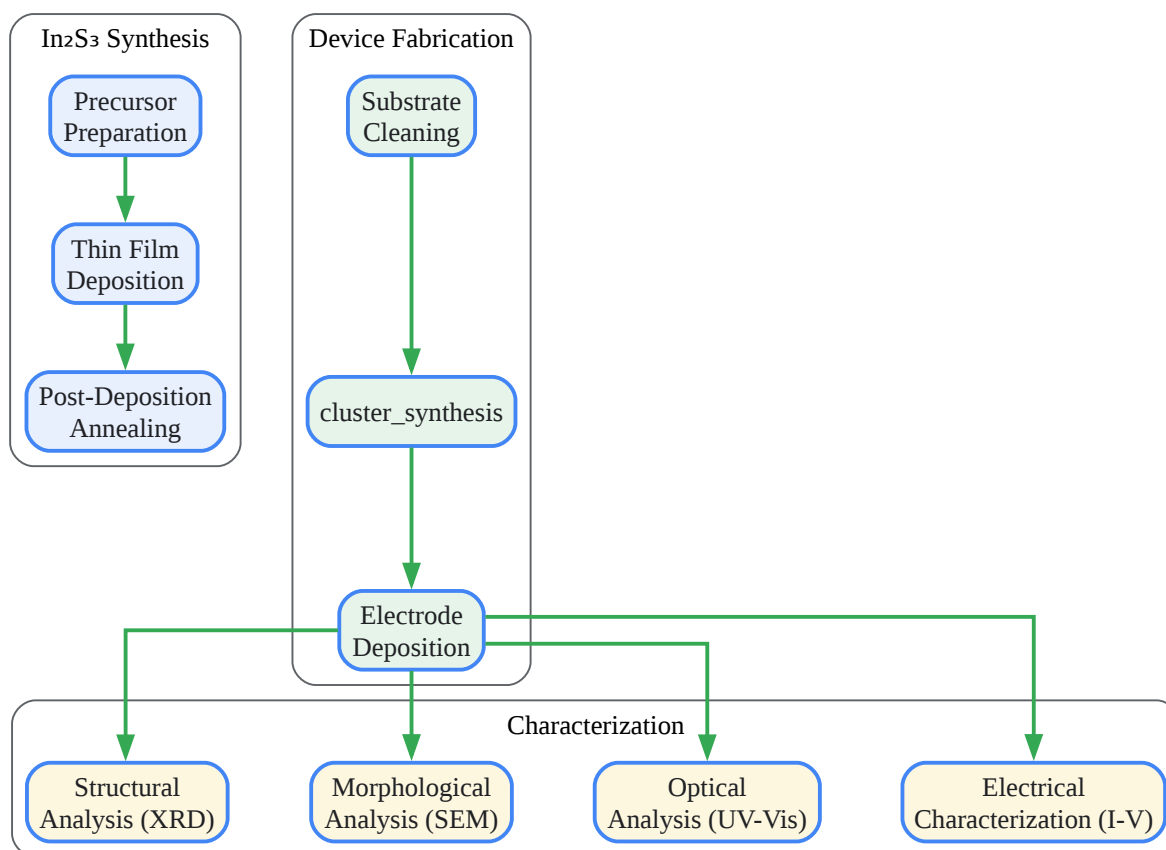 In₂S₃ Synthesis
Precursor
Preparation
Thin Film
Deposition
Post-Deposition
Annealing
Device Fabrication
Substrate
Cleaning
cluster_synthesis
Electrode
Deposition
Characterization
Structural
Analysis (XRD)
Morphological
Analysis (SEM)
Optical
Analysis (UV-Vis)
Electrical
Characterization (I-V)